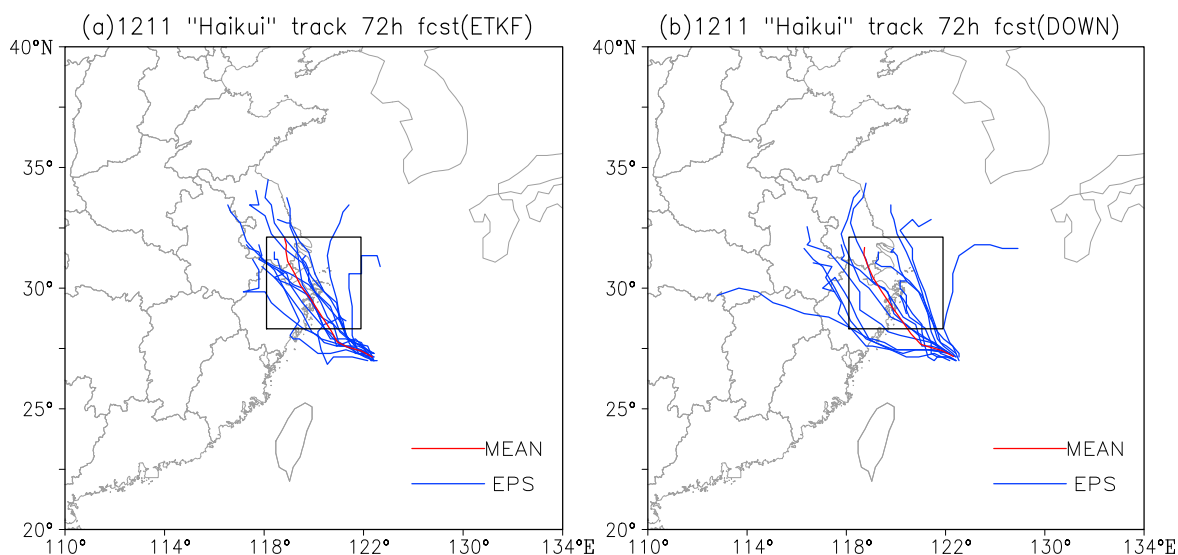 (a)1211 "Haikui" track 72h fcst(ETKF)
40°N
35°
30°
25°
20°
110° 114° 118° 122° 130° 134°E
MEAN
EPS
(b)1211 "Haikui" track 72h fcst(DOWN)
40°N
35°
30°
25°
20°
110° 114° 118° 122° 130° 134°E
MEAN
EPS